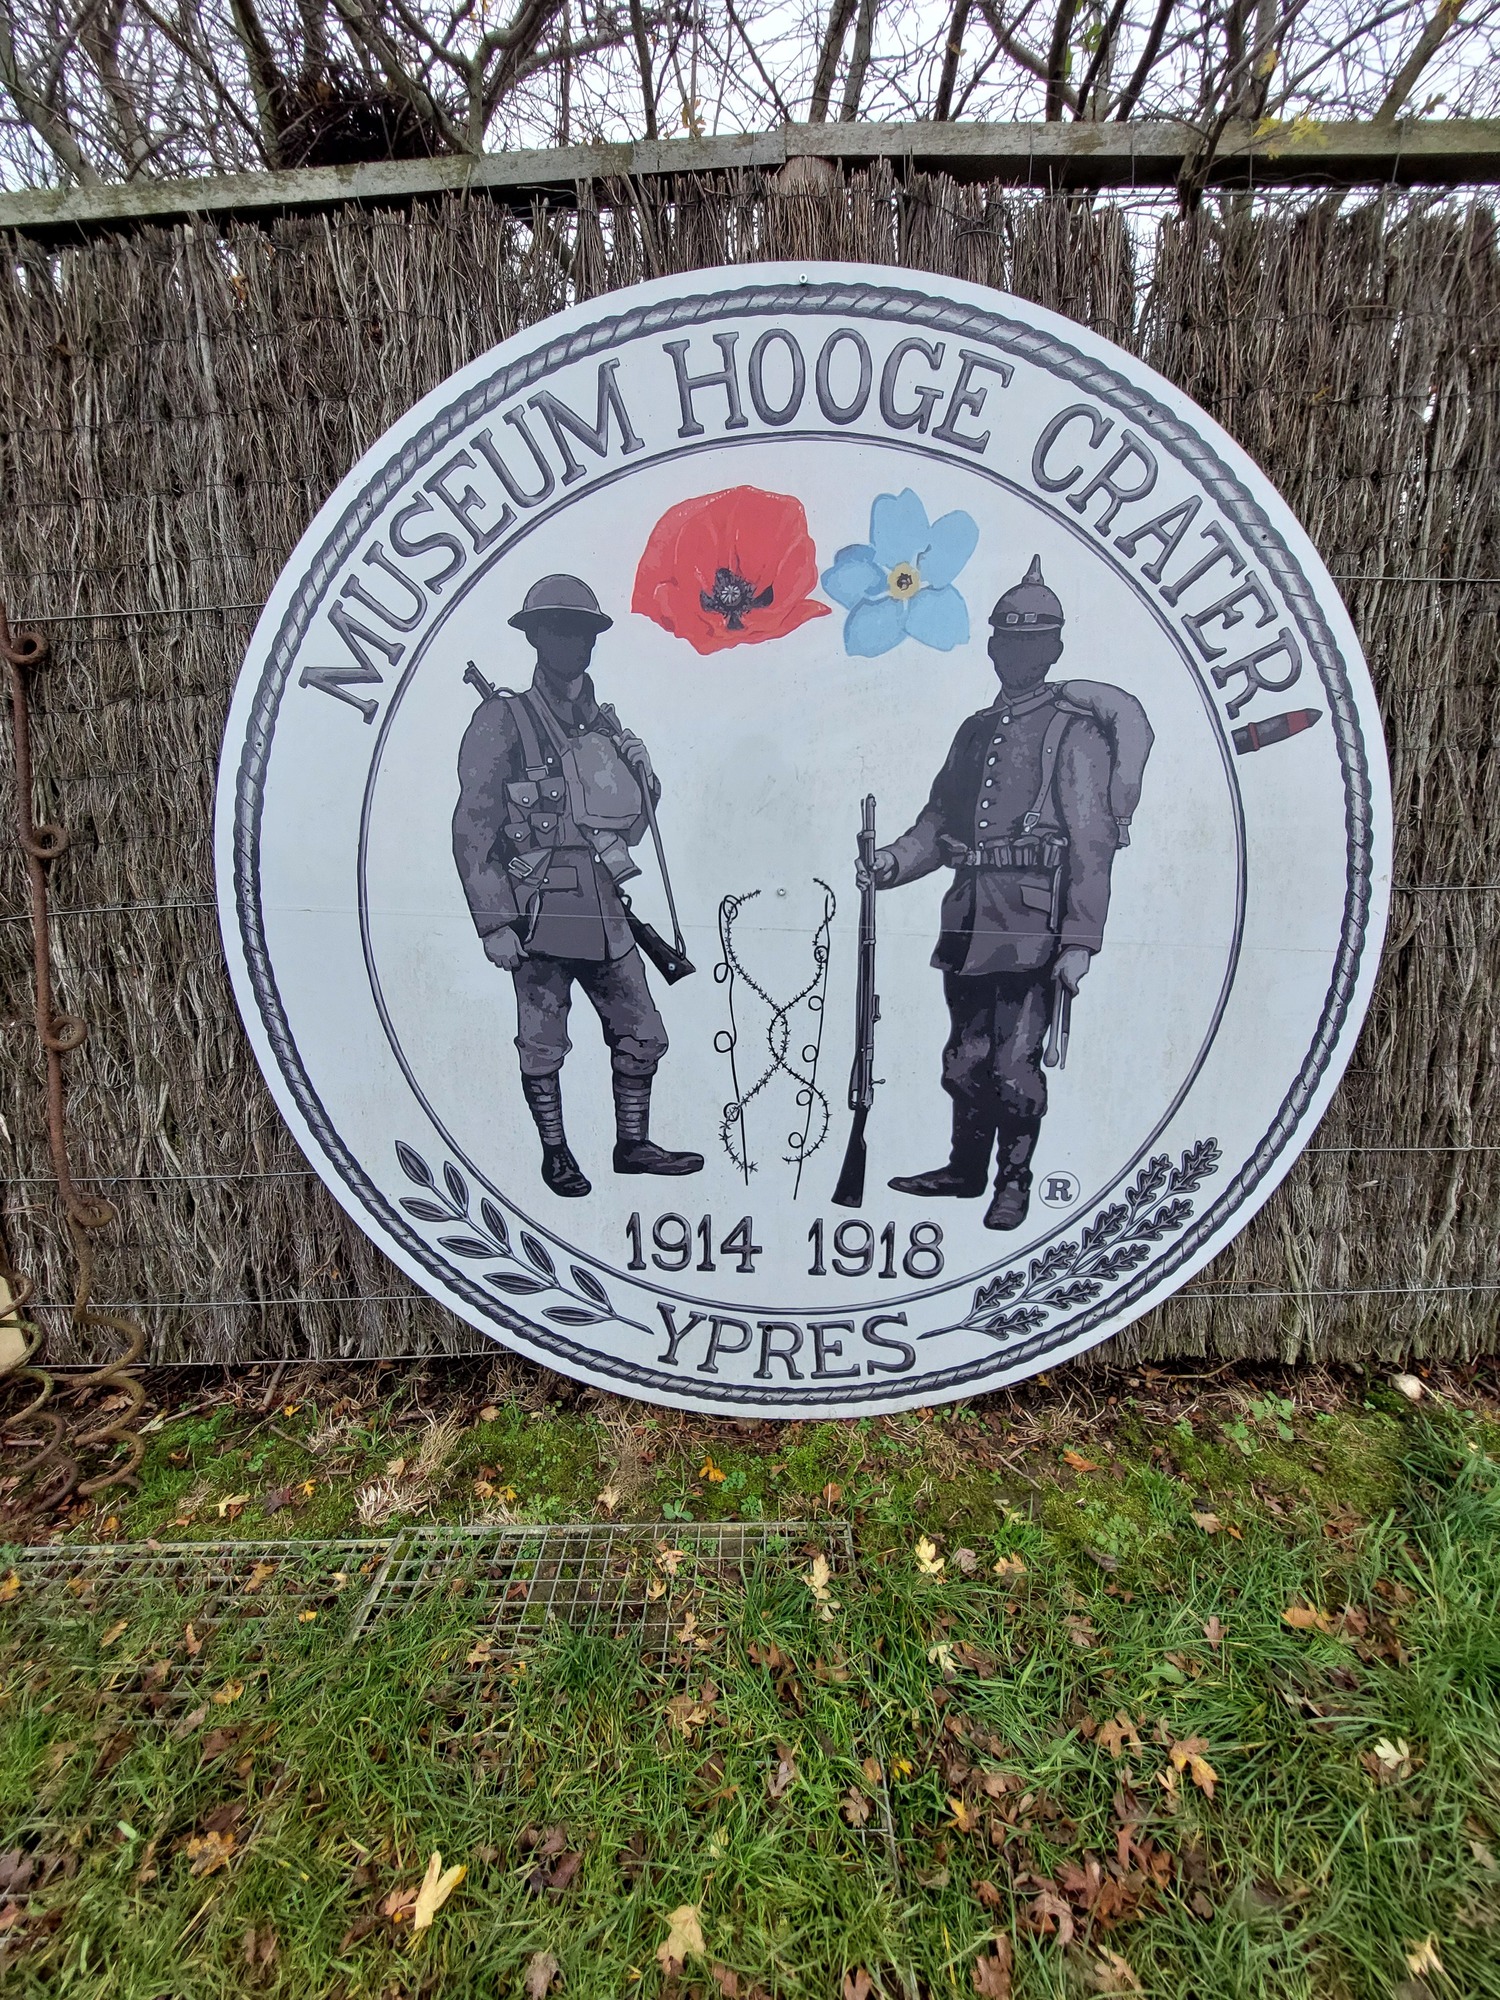 MUSEUM HOOGE CRATER
R
1914 1918
YPRES